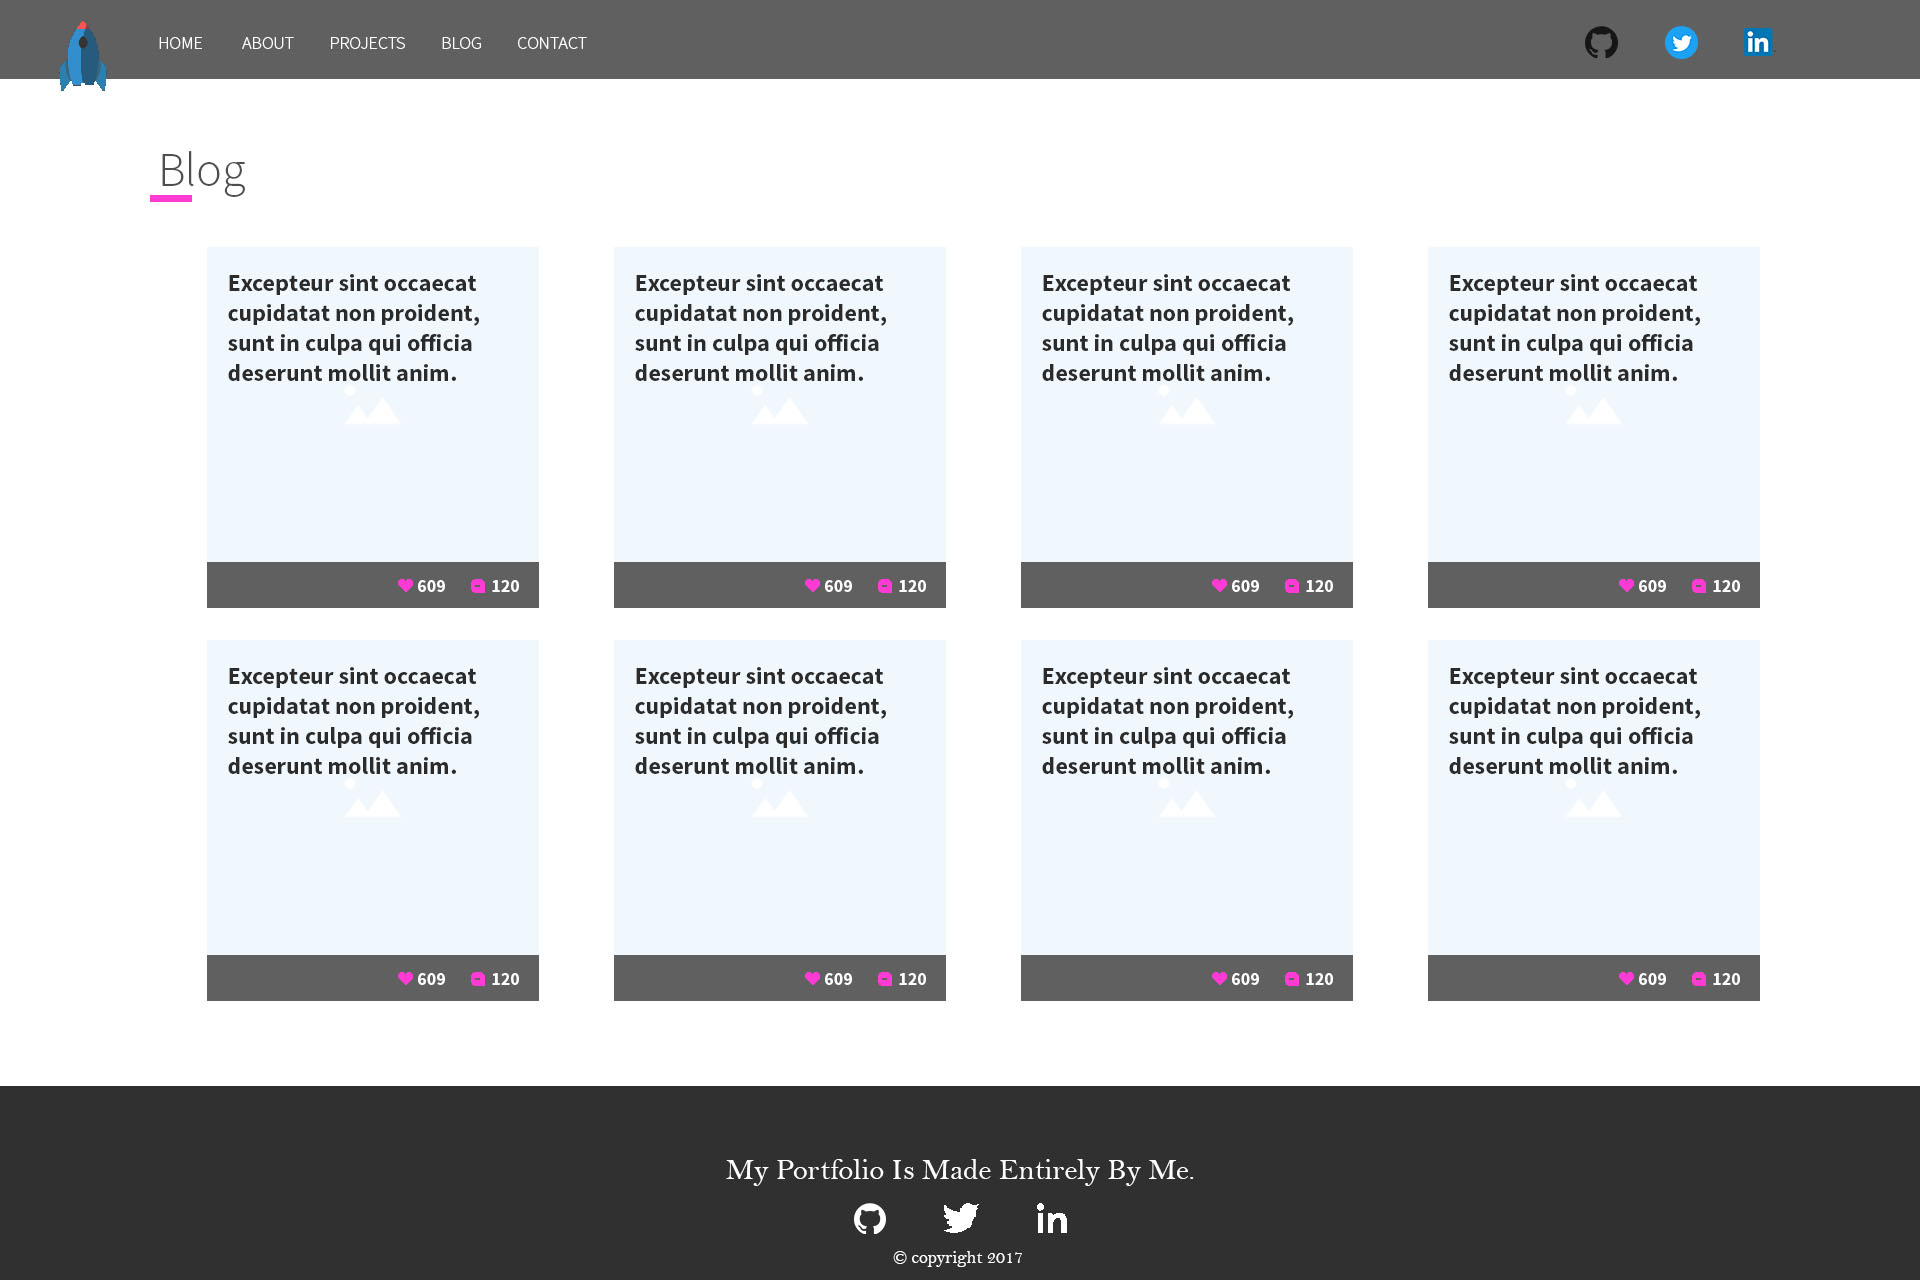 HOME ABOUT PROJECTS BLOG CONTACT in
Blog
Excepteur sint occaecat
cupidatat non proident,
sunt in culpa qui officia
deserunt mollit anim.
609 120
Excepteur sint occaecat
cupidatat non proident,
sunt in culpa qui officia
deserunt mollit anim.
609 120
Excepteur sint occaecat
cupidatat non proident,
sunt in culpa qui officia
deserunt mollit anim.
609 120
Excepteur sint occaecat
cupidatat non proident,
sunt in culpa qui officia
deserunt mollit anim.
609 120
Excepteur sint occaecat
cupidatat non proident,
sunt in culpa qui officia
deserunt mollit anim.
609 120
Excepteur sint occaecat
cupidatat non proident,
sunt in culpa qui officia
deserunt mollit anim.
609 120
Excepteur sint occaecat
cupidatat non proident,
sunt in culpa qui officia
deserunt mollit anim.
609 120
Excepteur sint occaecat
cupidatat non proident,
sunt in culpa qui officia
deserunt mollit anim.
609 120
My Portfolio Is Made Entirely By Me.
in
© copyright 2017